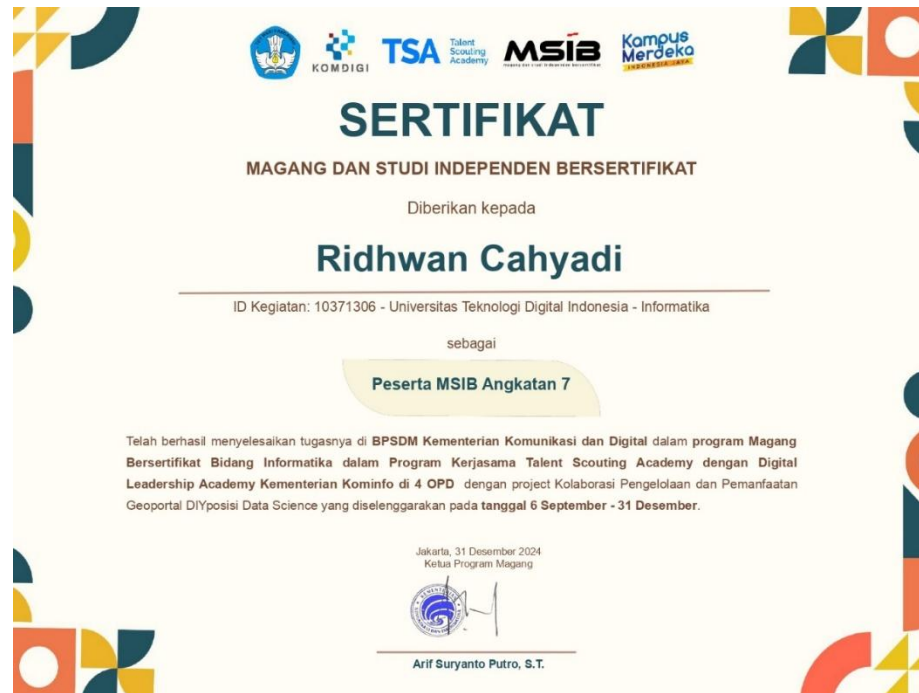 KOMDIGI
TSA Talent Scouting Academy
MSIB
Kampus Merdeka
INDONESIA JAYA
SERTIFIKAT
MAGANG DAN STUDI INDEPENDEN BERSERTIFIKAT
Diberikan kepada
Ridhwan Cahyadi
ID Kegiatan: 10371306 - Universitas Teknologi Digital Indonesia - Informatika
sebagai
Peserta MSIB Angkatan 7
Telah berhasil menyelesaikan tugasnya di BPSDM Kementerian Komunikasi dan Digital dalam program Magang
Bersertifikat Bidang Informatika dalam Program Kerjasama Talent Scouting Academy dengan Digital
Leadership Academy Kementerian Kominfo di 4 OPD dengan project Kolaborasi Pengelolaan dan Pemanfaatan
Geoportal DIYposisi Data Science yang diselenggarakan pada tanggal 6 September - 31 Desember.
Jakarta, 31 Desember 2024
Ketua Program Magang
Arif Suryanto Putro, S.T.